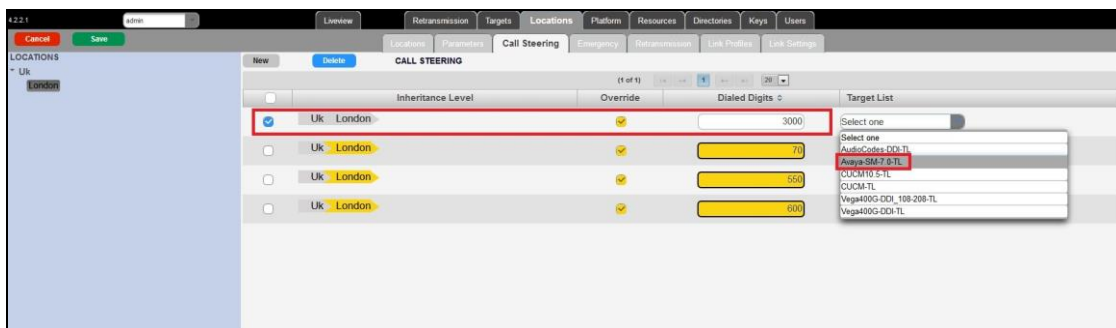 4.2.2.1 admin Liveview Retransmission Targets Locations Platform Resources Directories Keys Users
Cancel Save Locations Parameters Call Steering Emergency Retransmission Link Profiles Link Settings
LOCATIONS New Delete CALL STEERING
Uk
London
(1 of 1) 1 20
Inheritance Level Override Dialed Digits Target List
Uk London 3000 Select one
Select one
AudioCodes-DDI-TL
Uk London 70
Avaya-SM-7.0-TL
CUCM10.5-TL
Uk London 550
CUCM-TL
Vega400G-DDI_108-208-TL
Uk London 600
Vega400G-DDI-TL